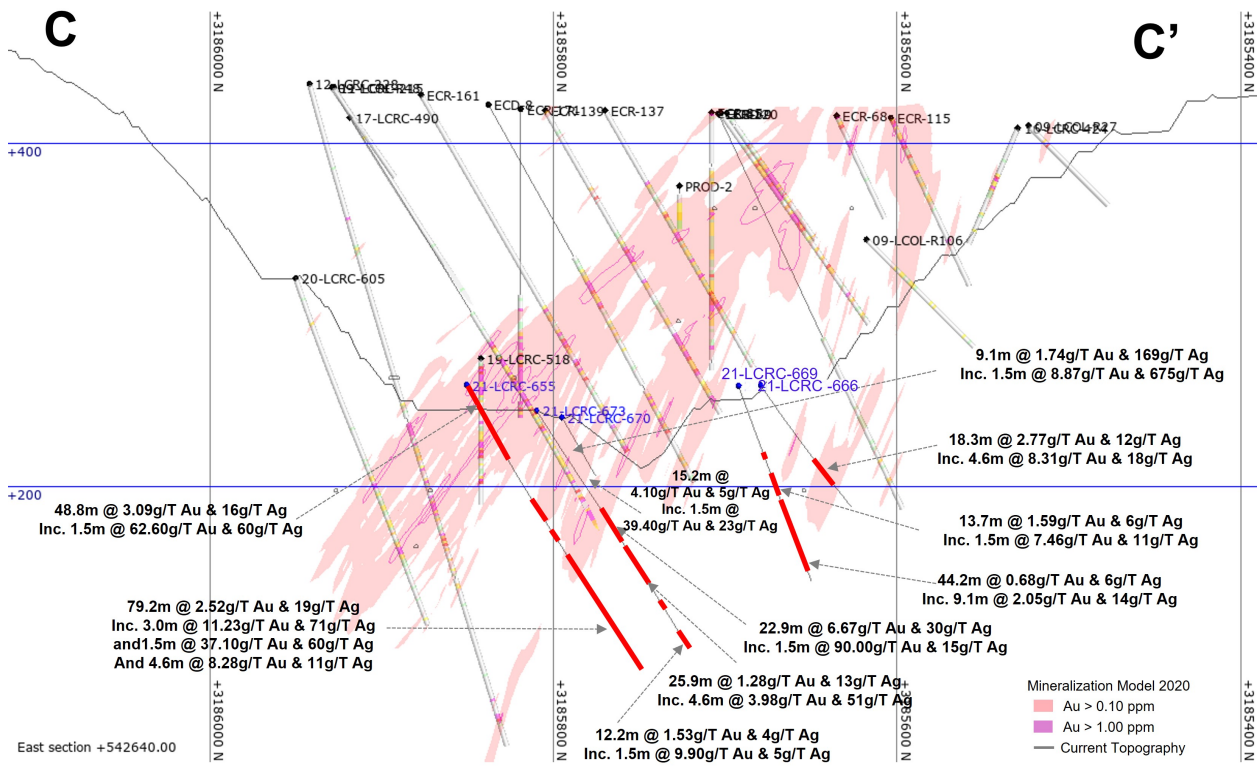 C
C’
+3186000 N
+3185800 N
+3185600 N
+3185400 N
12-LCRC-228
17-LCRC-490
ECR-161
ECD-8
ECR-137
ECR-68
ECR-115
09-LCOL-R27
+400
PROD-2
09-LCOL-R106
20-LCRC-605
19-LCRC-518
21-LCRC-655
21-LCRC-669
21-LCRC -666
21-LCRC-673
21-LCRC-670
9.1m @ 1.74g/T Au & 169g/T Ag
Inc. 1.5m @ 8.87g/T Au & 675g/T Ag
18.3m @ 2.77g/T Au & 12g/T Ag
Inc. 4.6m @ 8.31g/T Au & 18g/T Ag
+200
15.2m @
4.10g/T Au & 5g/T Ag
Inc. 1.5m @
39.40g/T Au & 23g/T Ag
48.8m @ 3.09g/T Au & 16g/T Ag
Inc. 1.5m @ 62.60g/T Au & 60g/T Ag
13.7m @ 1.59g/T Au & 6g/T Ag
Inc. 1.5m @ 7.46g/T Au & 11g/T Ag
44.2m @ 0.68g/T Au & 6g/T Ag
Inc. 9.1m @ 2.05g/T Au & 14g/T Ag
79.2m @ 2.52g/T Au & 19g/T Ag
Inc. 3.0m @ 11.23g/T Au & 71g/T Ag
and1.5m @ 37.10g/T Au & 60g/T Ag
And 4.6m @ 8.28g/T Au & 11g/T Ag
22.9m @ 6.67g/T Au & 30g/T Ag
Inc. 1.5m @ 90.00g/T Au & 15g/T Ag
25.9m @ 1.28g/T Au & 13g/T Ag
Inc. 4.6m @ 3.98g/T Au & 51g/T Ag
12.2m @ 1.53g/T Au & 4g/T Ag
Inc. 1.5m @ 9.90g/T Au & 5g/T Ag
+3186000 N
+3185800 N
+3185600 N
+3185400 N
Mineralization Model 2020
Au > 0.10 ppm
Au > 1.00 ppm
Current Topography
East section +542640.00